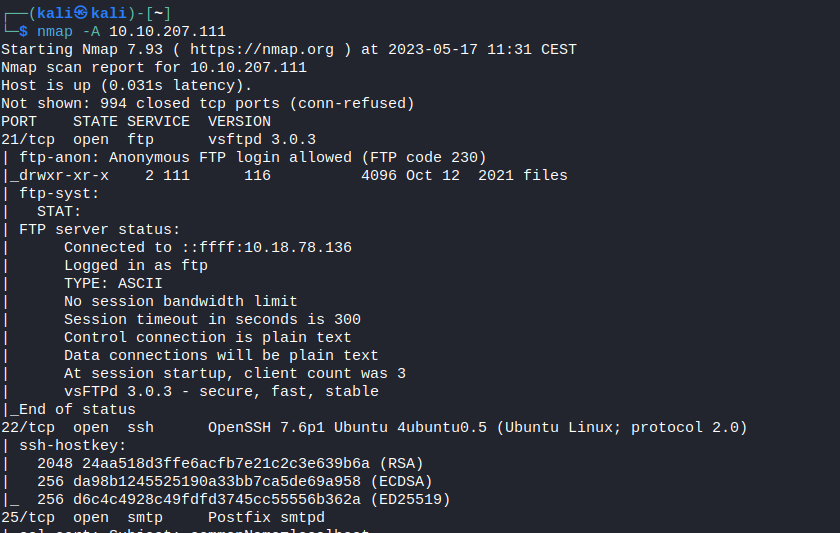 ┌──(kali㉿kali)-[~]
└─$ nmap -A 10.10.207.111
Starting Nmap 7.93 ( https://nmap.org ) at 2023-05-17 11:31 CEST
Nmap scan report for 10.10.207.111
Host is up (0.031s latency).
Not shown: 994 closed tcp ports (conn-refused)
PORT    STATE SERVICE  VERSION
21/tcp  open  ftp      vsftpd 3.0.3
| ftp-anon: Anonymous FTP login allowed (FTP code 230)
|_drwxr-xr-x    2 111      116          4096 Oct 12  2021 files
| ftp-syst:
|   STAT:
| FTP server status:
|      Connected to ::ffff:10.18.78.136
|      Logged in as ftp
|      TYPE: ASCII
|      No session bandwidth limit
|      Session timeout in seconds is 300
|      Control connection is plain text
|      Data connections will be plain text
|      At session startup, client count was 3
|      vsFTPd 3.0.3 - secure, fast, stable
|_End of status
22/tcp  open  ssh      OpenSSH 7.6p1 Ubuntu 4ubuntu0.5 (Ubuntu Linux; protocol 2.0)
| ssh-hostkey:
|   2048 24aa518d3ffe6acfb7e21c2c3e639b6a (RSA)
|   256 da98b1245525190a33bb7ca5de69a958 (ECDSA)
|_  256 d6c4c4928c49fdfd3745cc55556b362a (ED25519)
25/tcp  open  smtp     Postfix smtpd
| ssl-cert: Subject: commonName=localhost